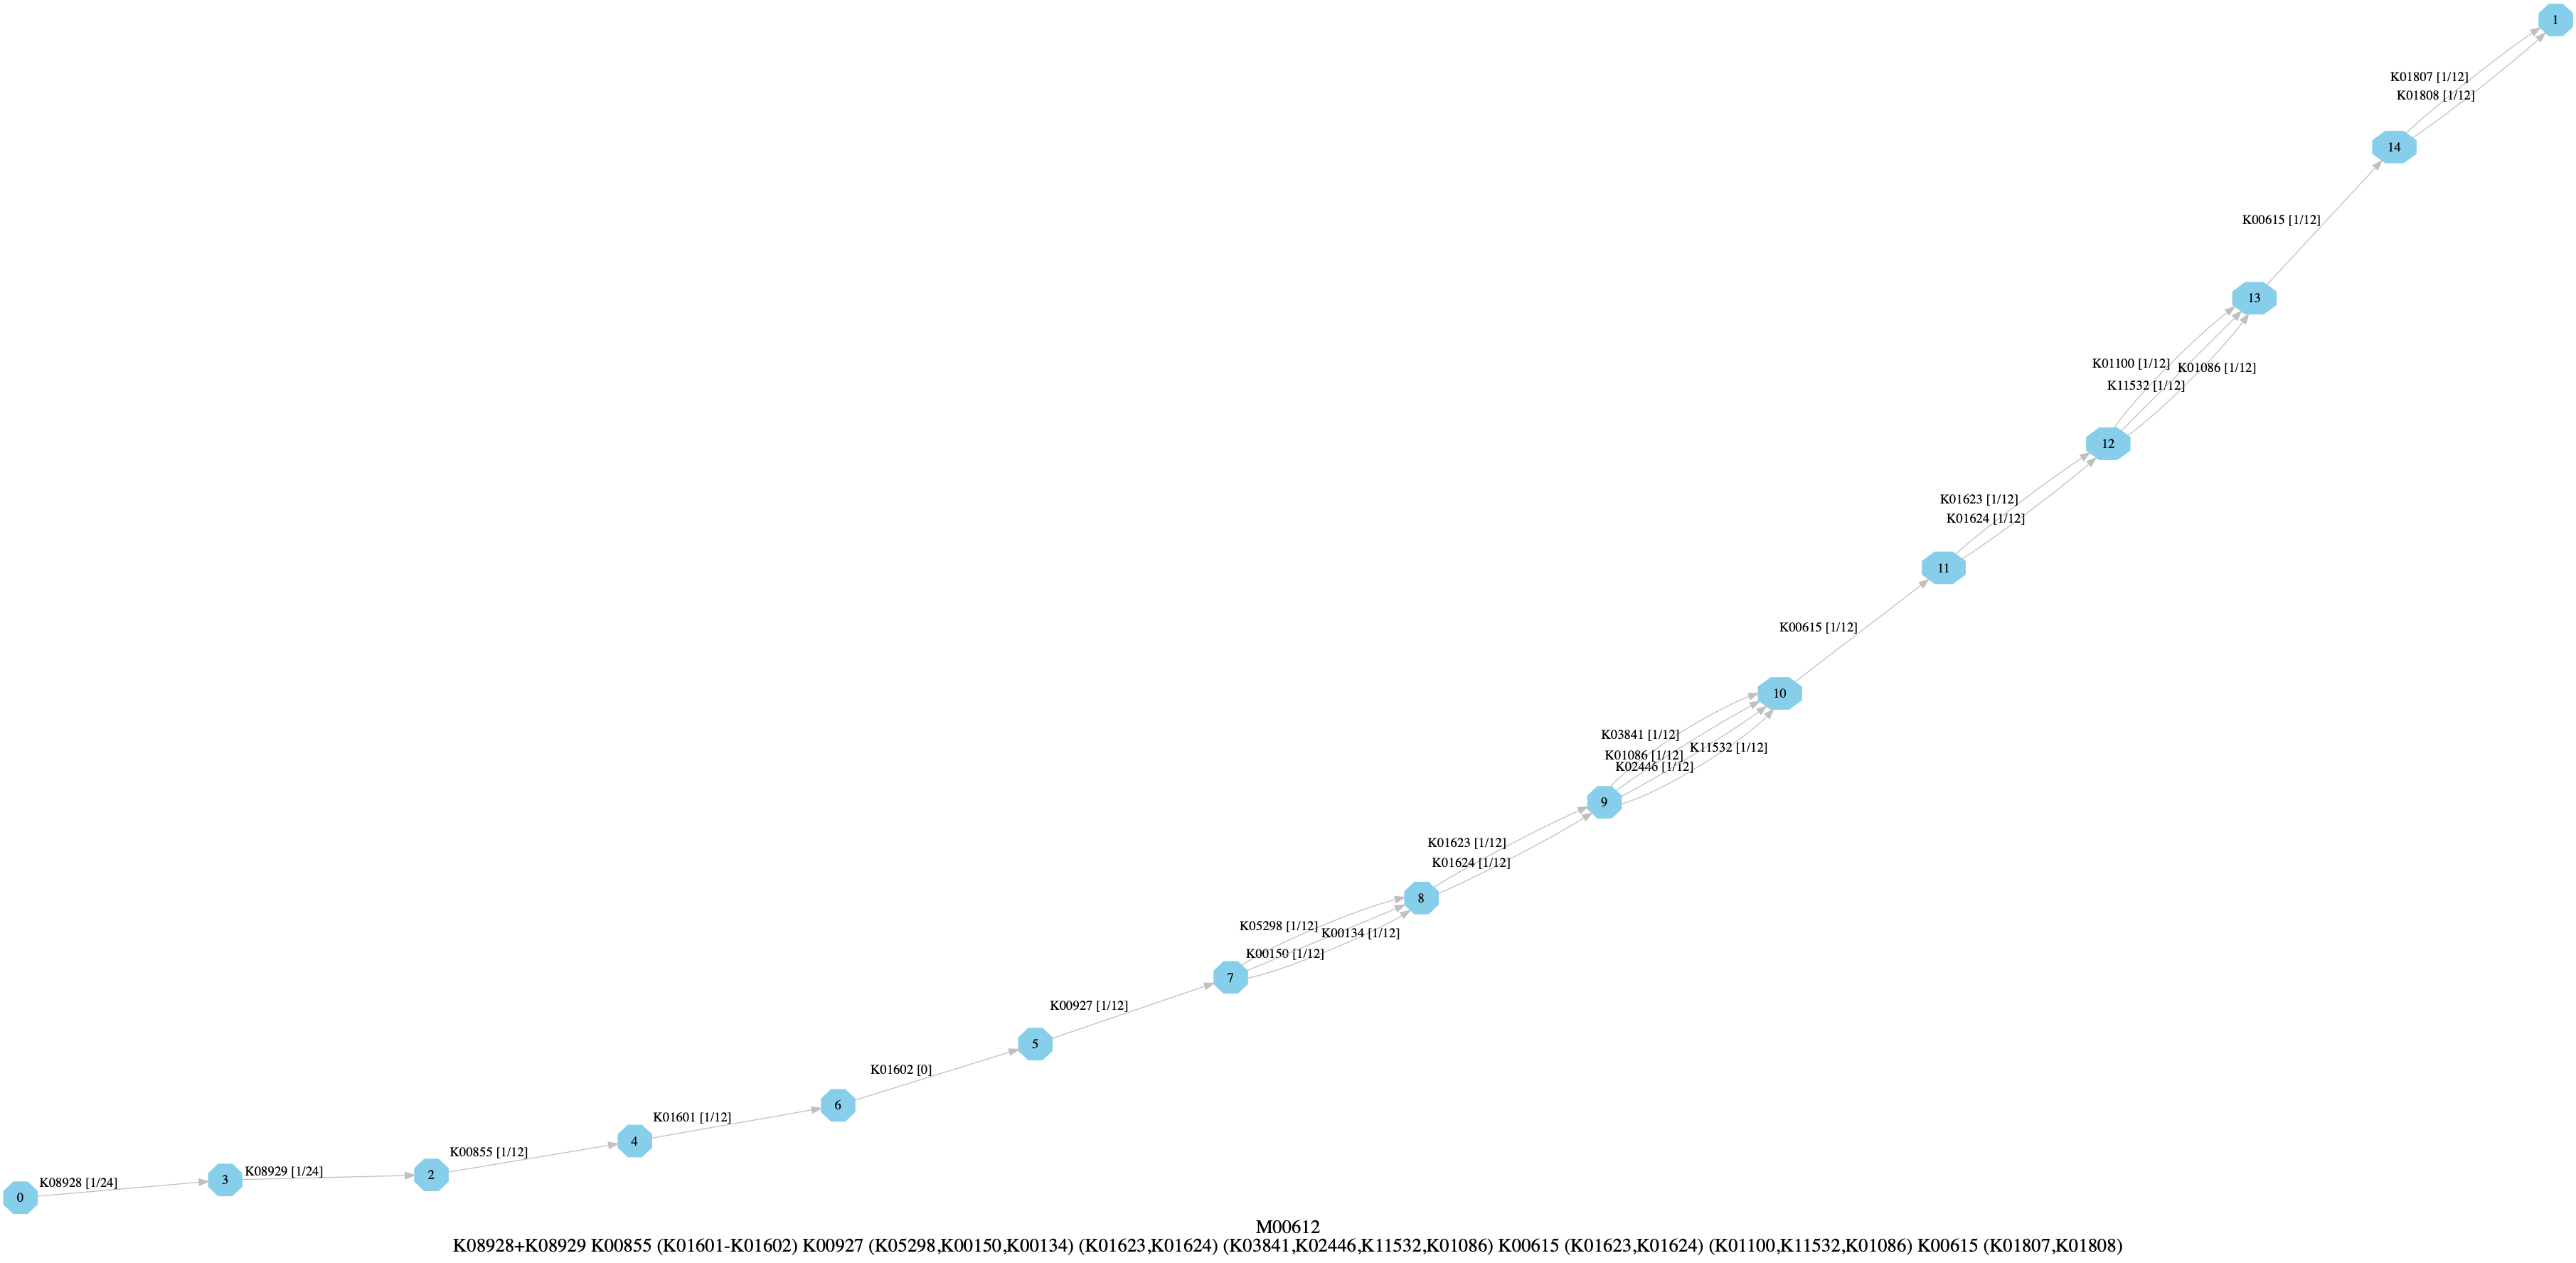 1
K01807 [1/12]
K01808 [1/12]
14
K00615 [1/12]
13
K01100 [1/12]
K01086 [1/12]
K11532 [1/12]
12
K01623 [1/12]
K01624 [1/12]
11
K00615 [1/12]
10
K03841 [1/12]
K11532 [1/12]
K01086 [1/12]
K02446 [1/12]
9
K01623 [1/12]
K01624 [1/12]
8
K05298 [1/12]
K00134 [1/12]
K00150 [1/12]
7
K00927 [1/12]
5
K01602 [0]
6
K01601 [1/12]
4
K00855 [1/12]
2
K08929 [1/24]
3
K08928 [1/24]
0
M00612
K08928+K08929 K00855 (K01601-K01602) K00927 (K05298,K00150,K00134) (K01623,K01624) (K03841,K02446,K11532,K01086) K00615 (K01623,K01624) (K01100,K11532,K01086) K00615 (K01807,K01808)